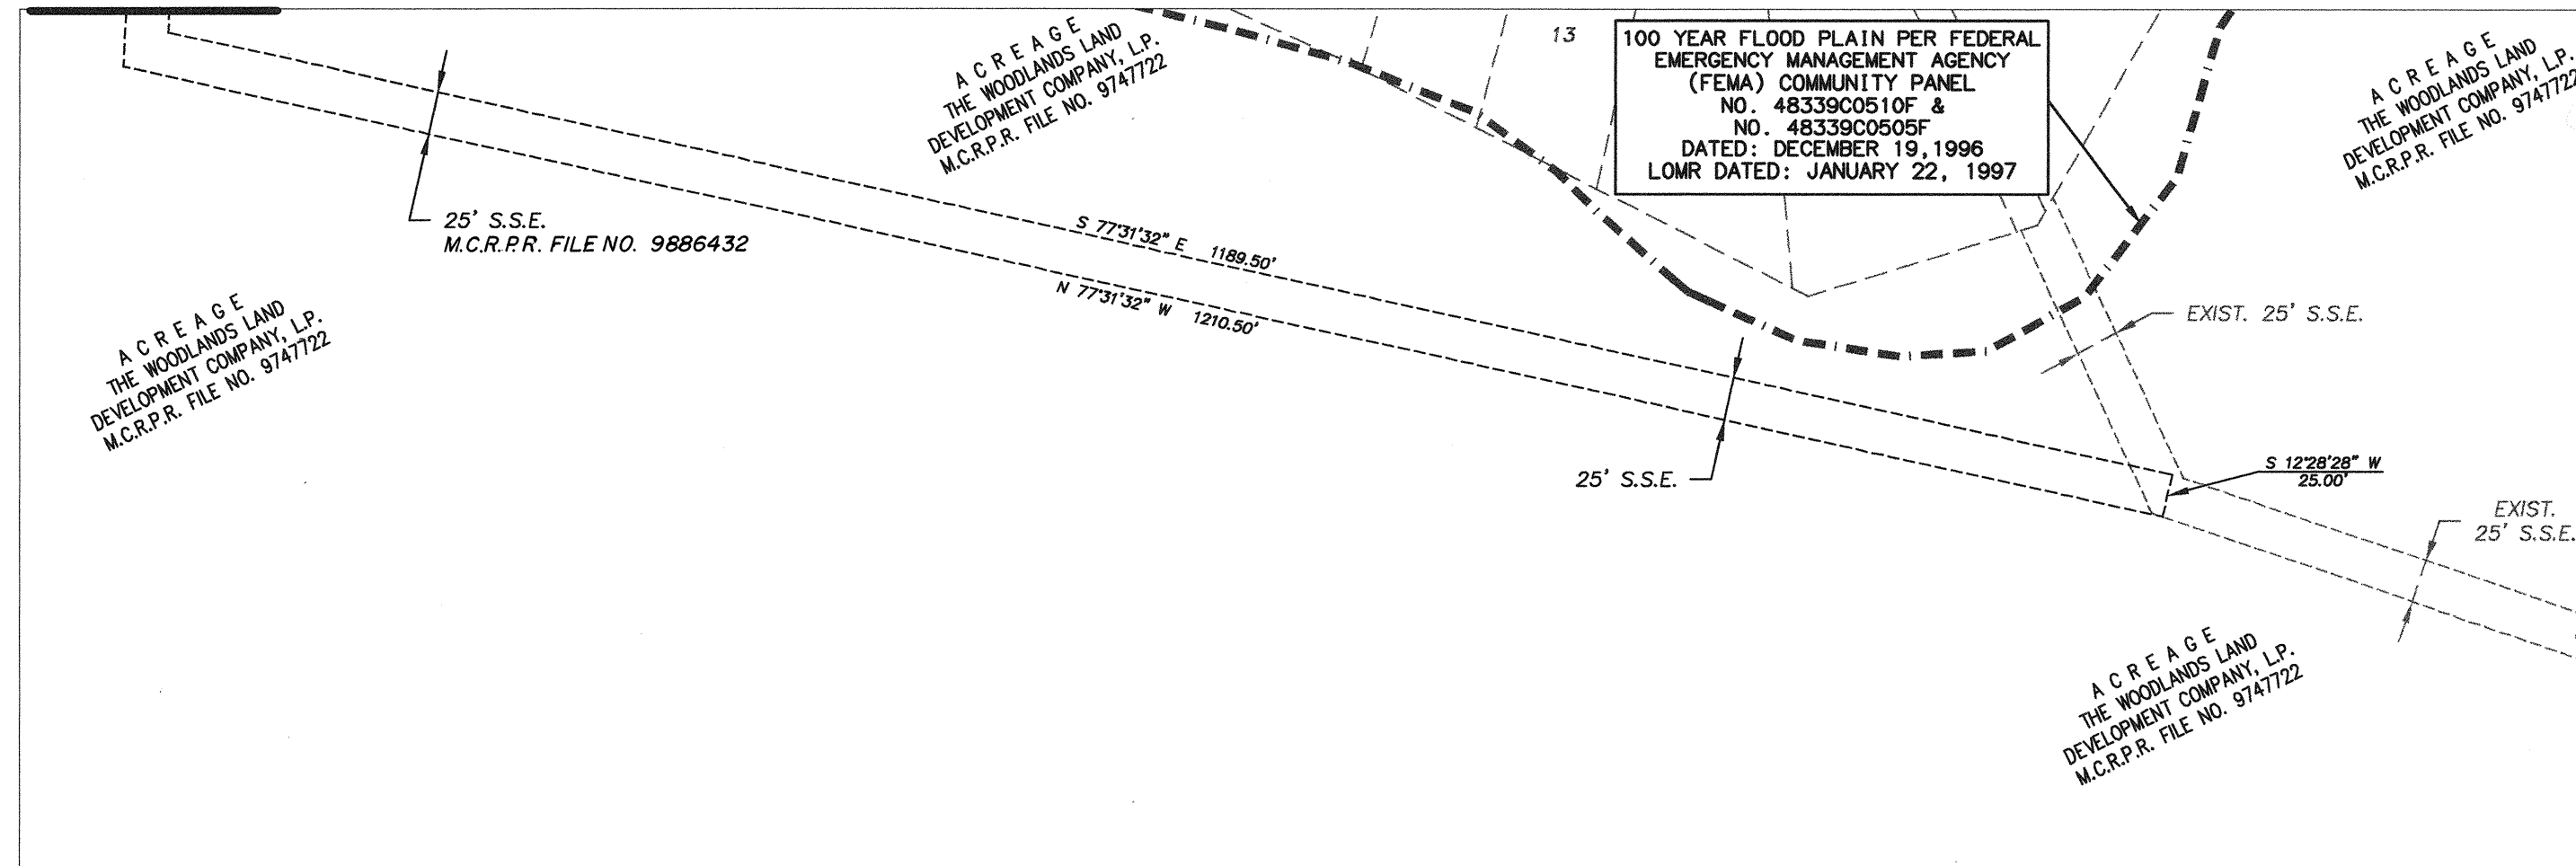 A C R E A G E
THE WOODLANDS LAND
DEVELOPMENT COMPANY, L.P.
M.C.R.P.R. FILE NO. 9747722
13
100 YEAR FLOOD PLAIN PER FEDERAL
EMERGENCY MANAGEMENT AGENCY
(FEMA) COMMUNITY PANEL
NO. 48339C0510F &
NO. 48339C0505F
DATED: DECEMBER 19,1996
LOMR DATED: JANUARY 22, 1997
A C R E A G E
THE WOODLANDS LAND
DEVELOPMENT COMPANY, L.P.
M.C.R.P.R. FILE NO. 9747722
25' S.S.E.
M.C.R.P.R. FILE NO. 9886432
S 77°31'32" E 1189.50'
N 77°31'32" W 1210.50'
EXIST. 25' S.S.E.
A C R E A G E
THE WOODLANDS LAND
DEVELOPMENT COMPANY, L.P.
M.C.R.P.R. FILE NO. 9747722
25' S.S.E.
S 12°28'28" W
25.00'
EXIST.
25' S.S.E.
A C R E A G E
THE WOODLANDS LAND
DEVELOPMENT COMPANY, L.P.
M.C.R.P.R. FILE NO. 9747722